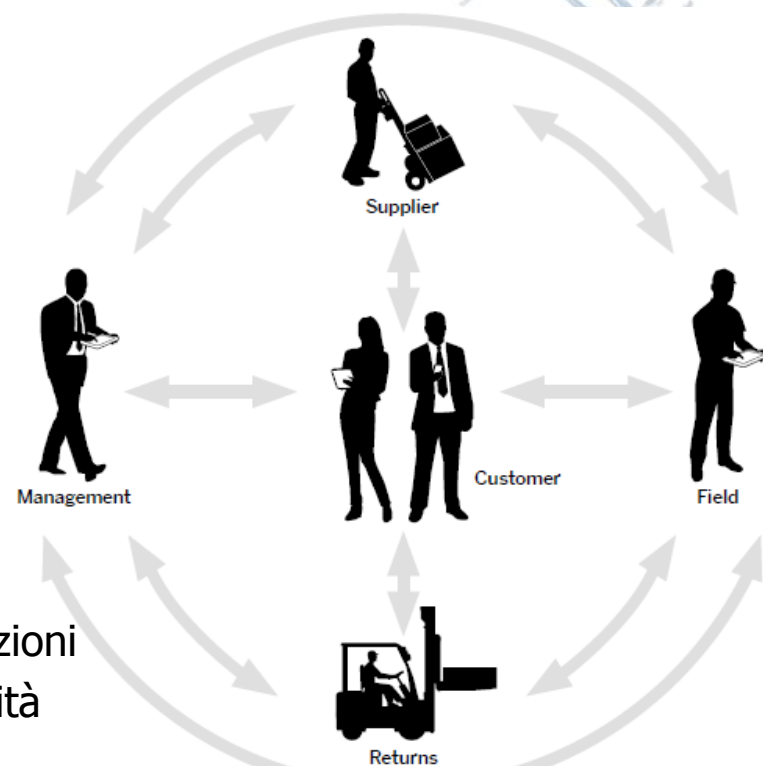 Supplier
Management
Customer
Field
zioni
ità
Returns